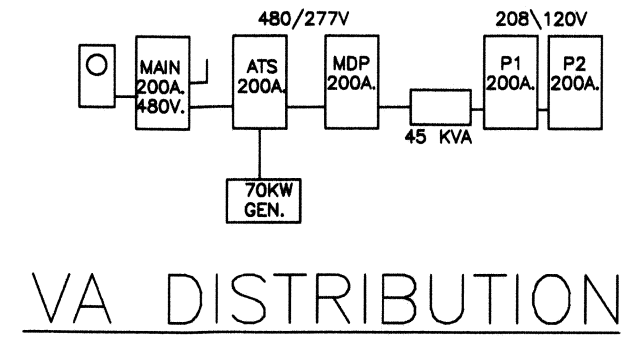 480/277V
208\120V
MAIN
200A.
480V.
ATS
200A.
MDP
200A.
P1
200A.
P2
200A.
45 KVA
70KW
GEN.
VA DISTRIBUTION